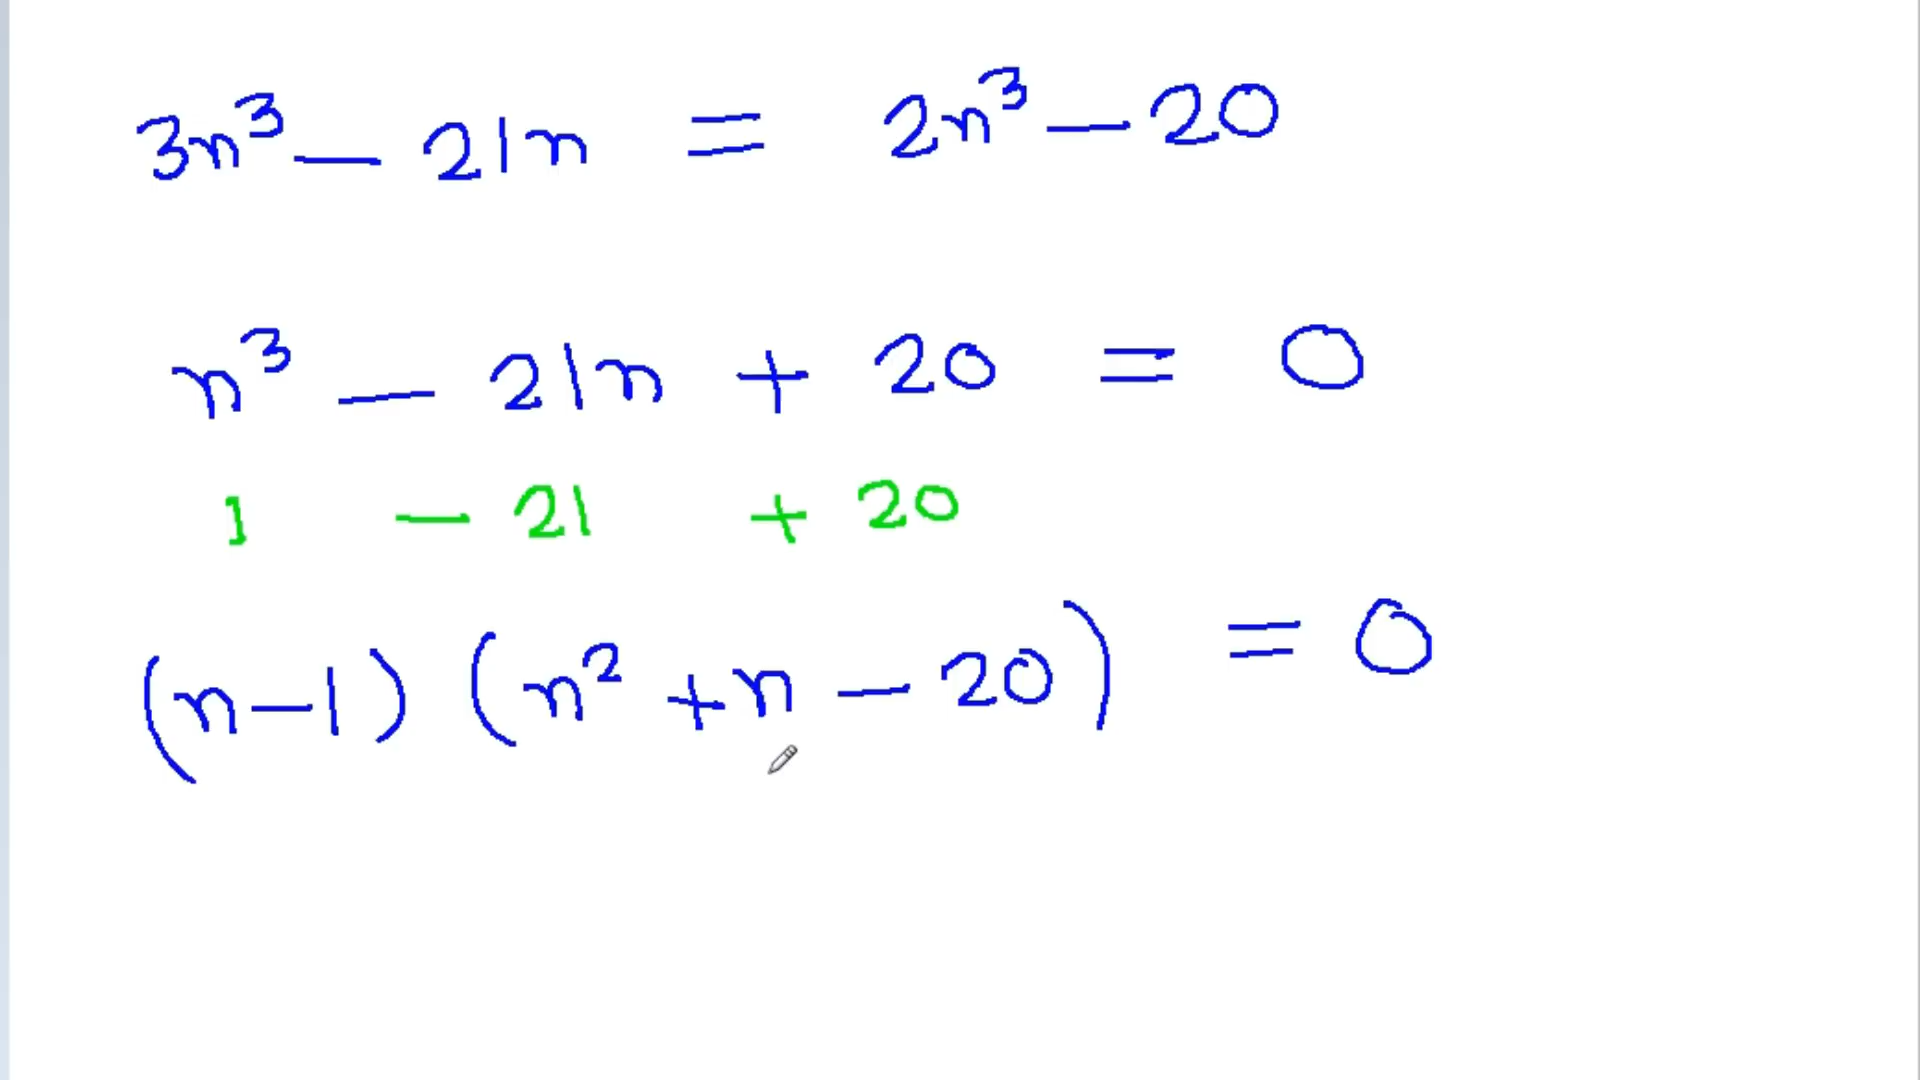 3n³ - 21n = 2n³ - 20
n³ - 21n + 20 = 0
1 - 21 + 20
(n-1) (n² + n - 20) = 0